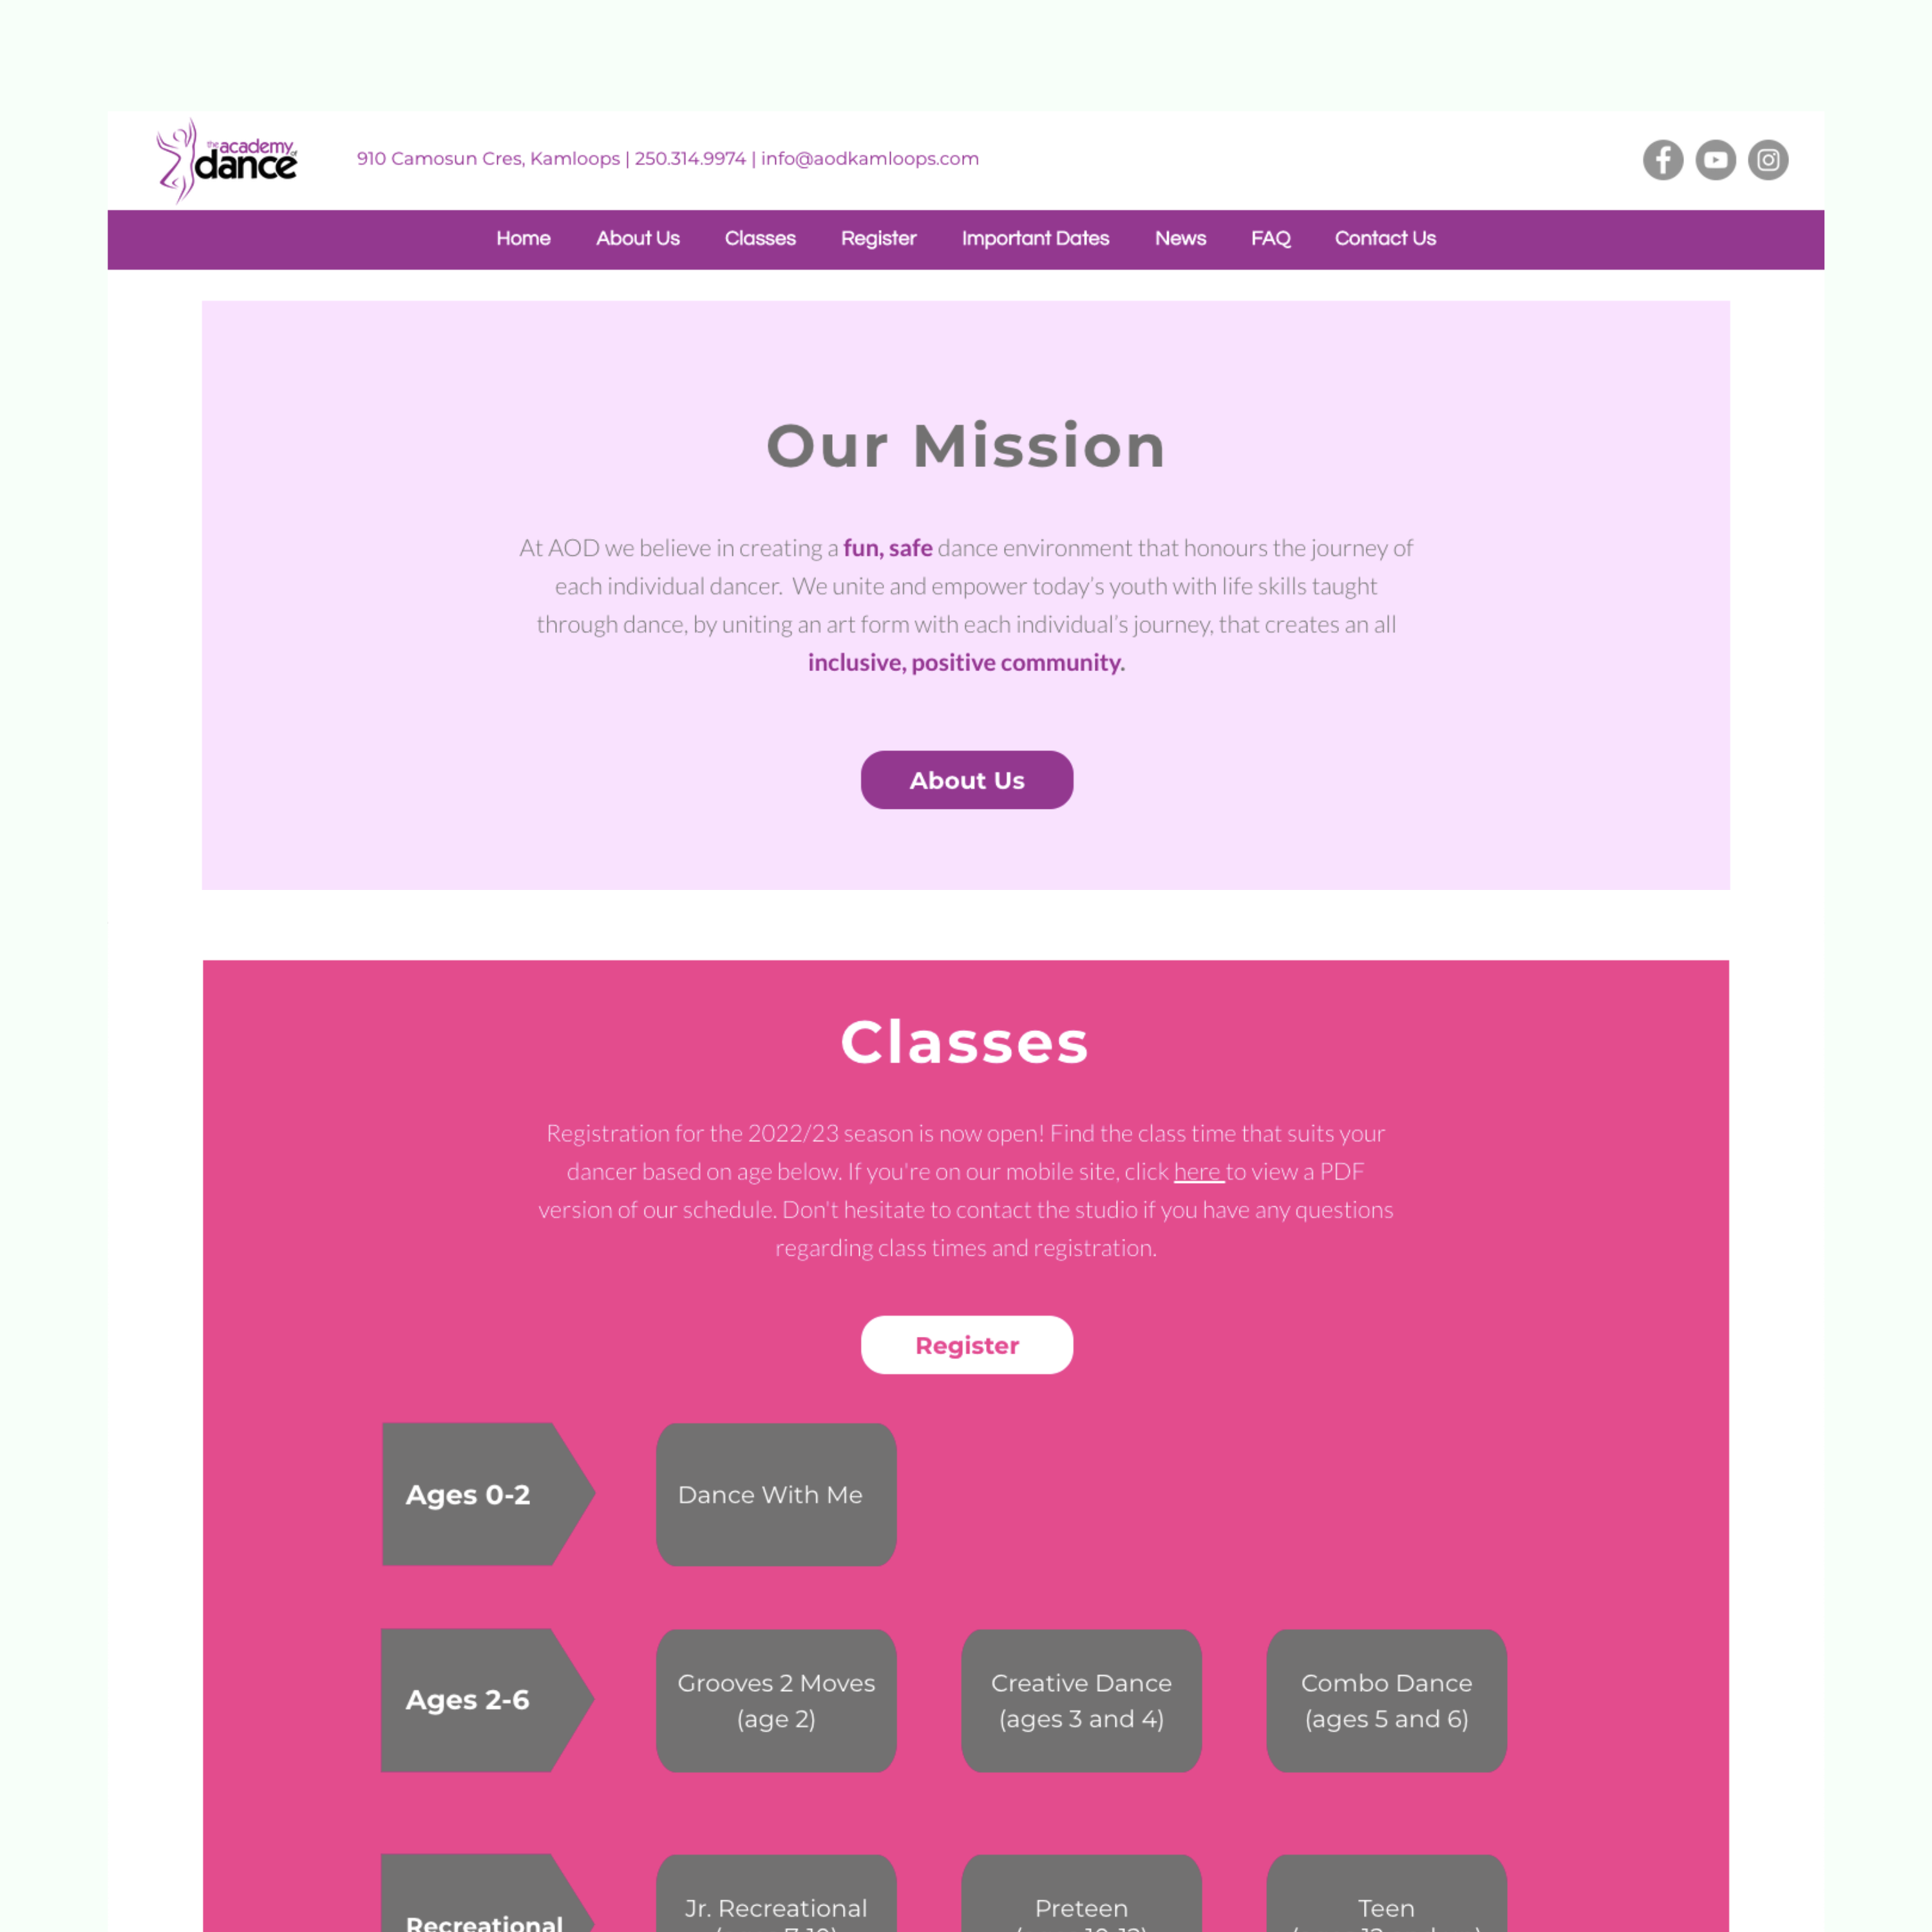 the academy of
dance
910 Camosun Cres, Kamloops | 250.314.9974 | info@aodkamloops.com
Home About Us Classes Register Important Dates News FAQ Contact Us
Our Mission
At AOD we believe in creating a fun, safe dance environment that honours the journey of
each individual dancer.  We unite and empower today's youth with life skills taught
through dance, by uniting an art form with each individual's journey, that creates an all
inclusive, positive community.
About Us
Classes
Registration for the 2022/23 season is now open! Find the class time that suits your
dancer based on age below. If you're on our mobile site, click here to view a PDF
version of our schedule. Don't hesitate to contact the studio if you have any questions
regarding class times and registration.
Register
Ages 0-2
Dance With Me
Ages 2-6
Grooves 2 Moves
(age 2)
Creative Dance
(ages 3 and 4)
Combo Dance
(ages 5 and 6)
Recreational
Jr. Recreational
Preteen
Teen